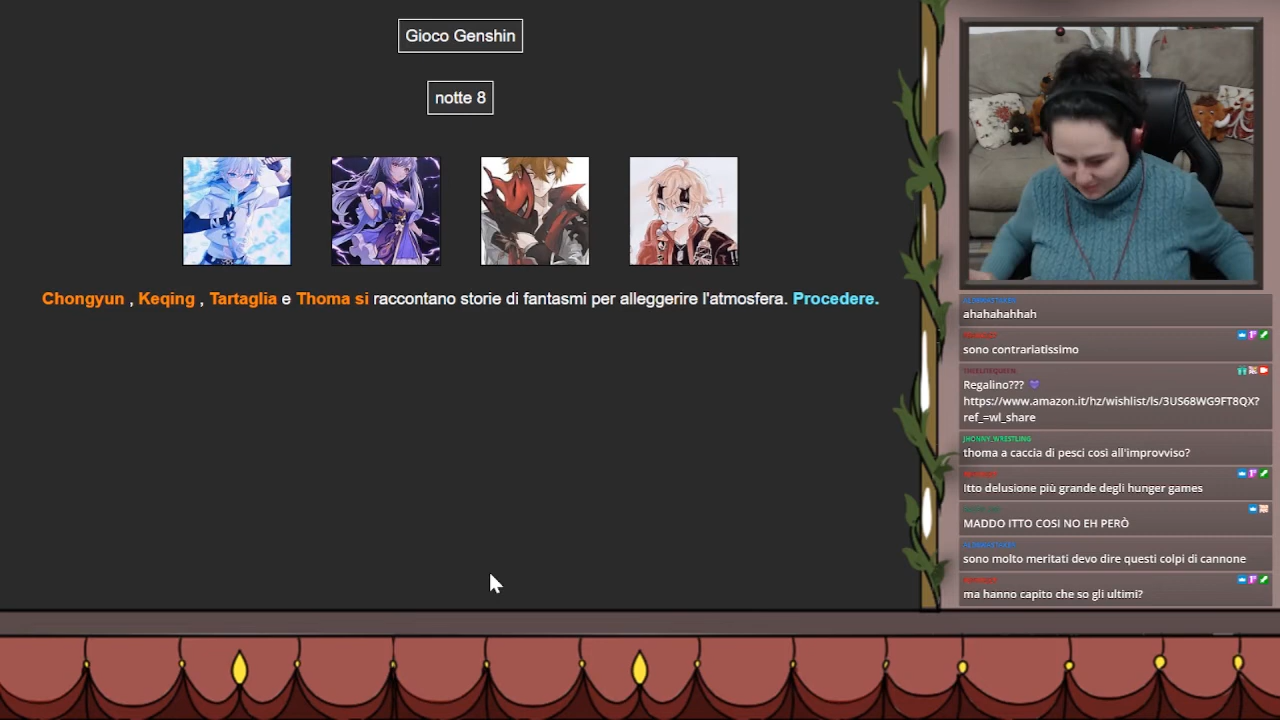 Gioco Genshin
notte 8
Chongyun , Keqing , Tartaglia e Thoma si raccontano storie di fantasmi per alleggerire l'atmosfera. Procedere.
ahahahahhah
sono contrariatissimo
THEELITEQUEEN
Regalino???
https://www.amazon.it/hz/wishlist/ls/3US68WG9FT8QX?
ref_=wl_share
JHONNY_WRESTLING
thoma a caccia di pesci così all'improvviso?
Itto delusione più grande degli hunger games
MADDO ITTO COSI NO EH PERÒ
sono molto meritati devo dire questi colpi di cannone
ma hanno capito che so gli ultimi?